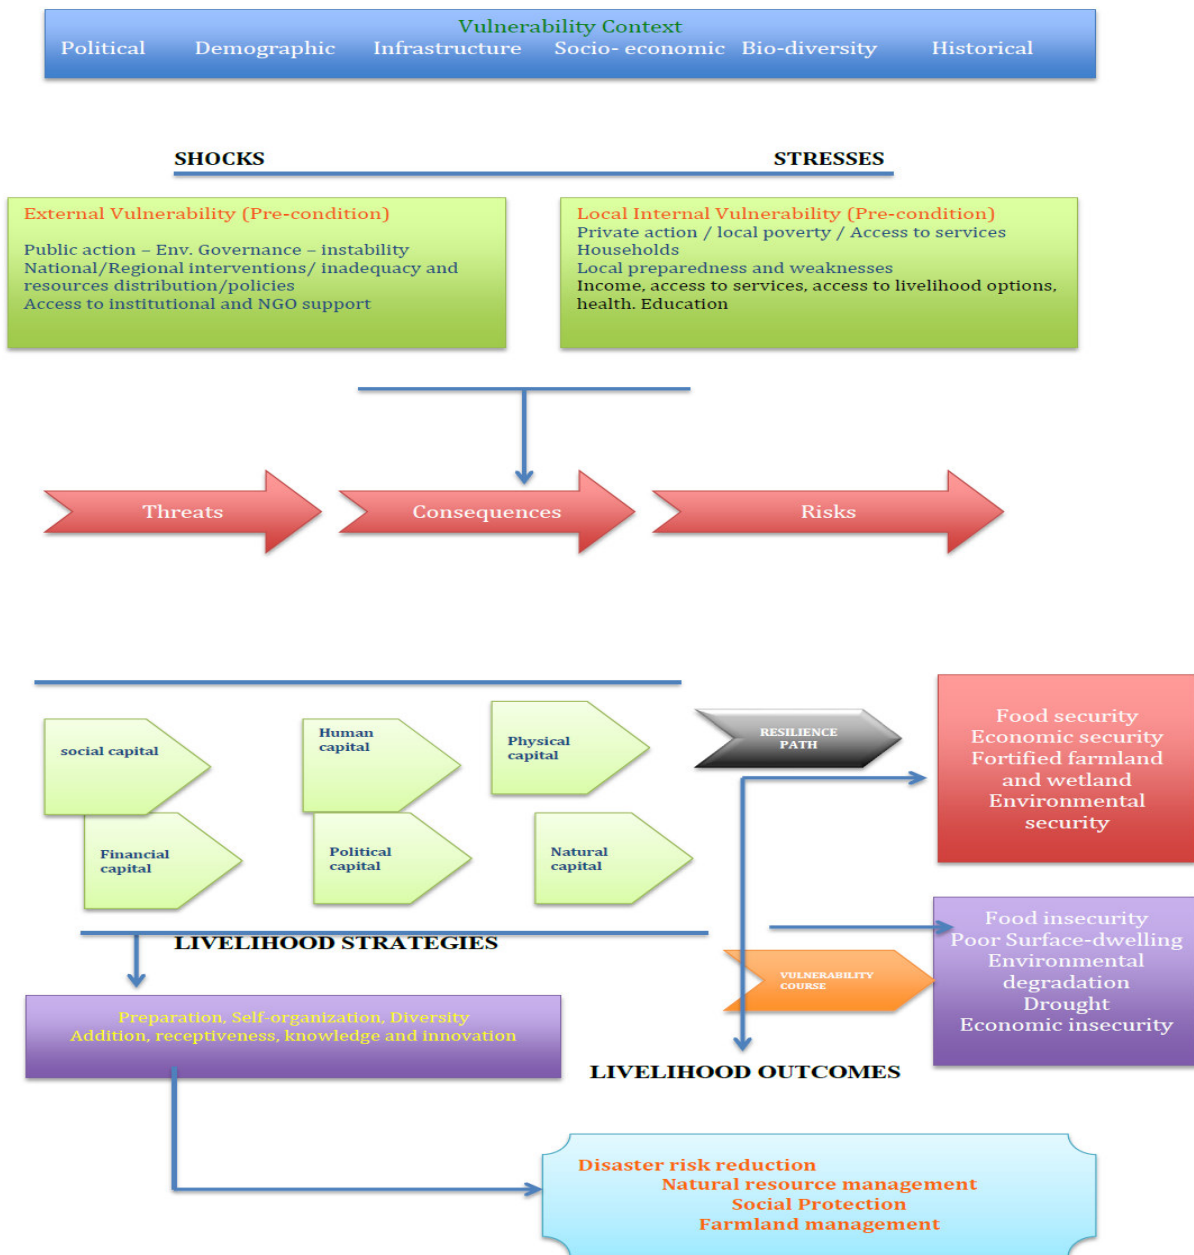 Vulnerability Context
Political Demographic Infrastructure Socio- economic Bio-diversity Historical
SHOCKS STRESSES
External Vulnerability (Pre-condition)
Public action – Env. Governance – instability
National/Regional interventions/ inadequacy and
resources distribution/policies
Access to institutional and NGO support
Local Internal Vulnerability (Pre-condition)
Private action / local poverty / Access to services
Households
Local preparedness and weaknesses
Income, access to services, access to livelihood options,
health. Education
Threats
Consequences
Risks
social capital
Human
capital
Physical
capital
Financial
capital
Political
capital
Natural
capital
RESILIENCE
PATH
Food security
Economic security
Fortified farmland
and wetland
Environmental
security
LIVELIHOOD STRATEGIES
VULNERABILITY
COURSE
Food insecurity
Poor Surface-dwelling
Environmental
degradation
Drought
Economic insecurity
Preparation, Self-organization, Diversity
Addition, receptiveness, knowledge and innovation
LIVELIHOOD OUTCOMES
Disaster risk reduction
Natural resource management
Social Protection
Farmland management